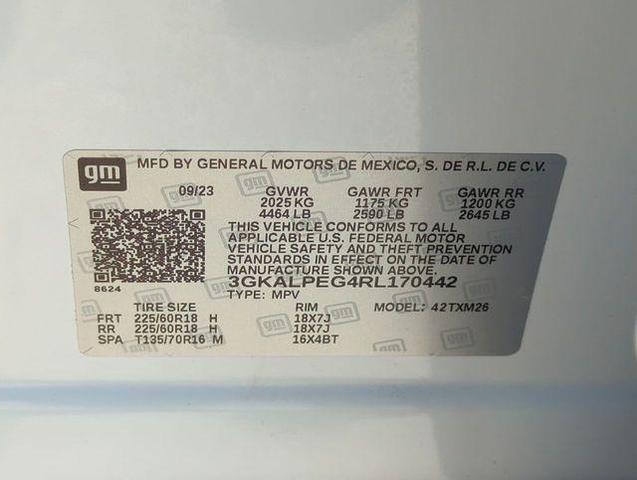 gm MFD BY GENERAL MOTORS DE MEXICO, S. DE R.L. DE C.V.
09/23 GVWR GAWR FRT GAWR RR
2025 KG 1175 KG 1200 KG
4464 LB 2590 LB 2645 LB
THIS VEHICLE CONFORMS TO ALL
APPLICABLE U.S. FEDERAL MOTOR
VEHICLE SAFETY AND THEFT PREVENTION
STANDARDS IN EFFECT ON THE DATE OF
MANUFACTURE SHOWN ABOVE.
8624 3GKALPEG4RL170442
TYPE: MPV MODEL: 42TXM26
TIRE SIZE RIM
FRT 225/60R18 H 18X7J
RR 225/60R18 H 18X7J
SPA T135/70R16 M 16X4BT